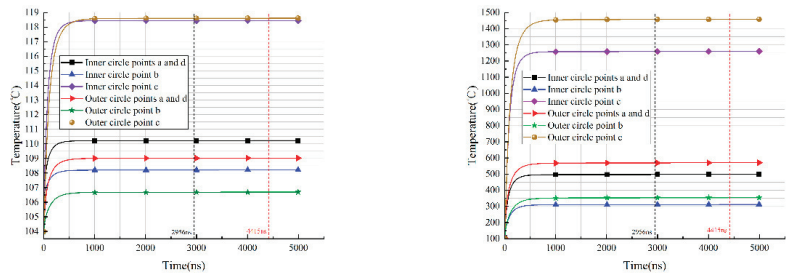 119
118
117
116
115
114
113
112
111
110
109
108
107
106
105
104
Temperature(℃)
Inner circle points a and d
Inner circle point b
Inner circle point c
Outer circle points a and d
Outer circle point b
Outer circle point c
2956ns
4415ns
0
1000
2000
3000
4000
5000
Time(ns)
1500
1400
1300
1200
1100
1000
900
800
700
600
500
400
300
200
100
Temperature(℃)
Inner circle points a and d
Inner circle point b
Inner circle point c
Outer circle points a and d
Outer circle point b
Outer circle point c
2956ns
4415ns
0
1000
2000
3000
4000
5000
Time(ns)